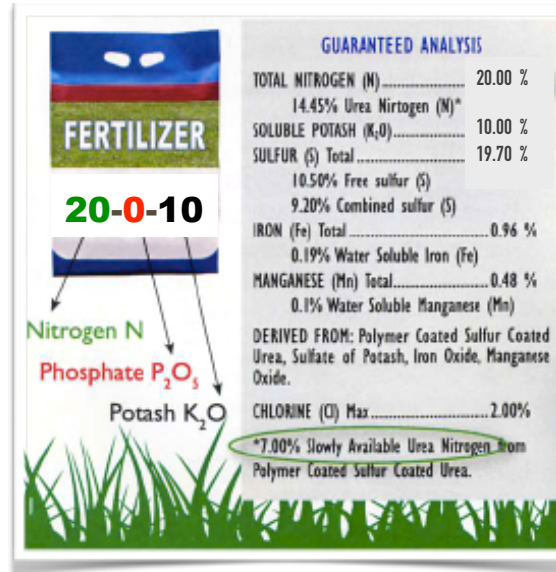 FERTILIZER
20-0-10
Nitrogen N
Phosphate P₂O₅
Potash K₂O
GUARANTEED ANALYSIS
TOTAL NITROGEN (N)..................... 20.00 %
14.45% Urea Nirtogen (N)*
SOLUBLE POTASH (K₂0).................. 10.00 %
SULFUR (S) Total ........................... 19.70 %
10.50% Free sulfur (S)
9.20% Combined sulfur (S)
IRON (Fe) Total ..............................0.96 %
0.19% Water Soluble Iron (Fe)
MANGANESE (Mn) Total....................0.48 %
0.1% Water Soluble Manganese (Mn)
DERIVED FROM: Polymer Coated Sulfur Coated
Urea, Sulfate of Potash, Iron Oxide, Manganese
Oxide.
CHLORINE (Cl) Max ..........................2.00%
*7.00% Slowly Available Urea Nitrogen from
Polymer Coated Sulfur Coated Urea.